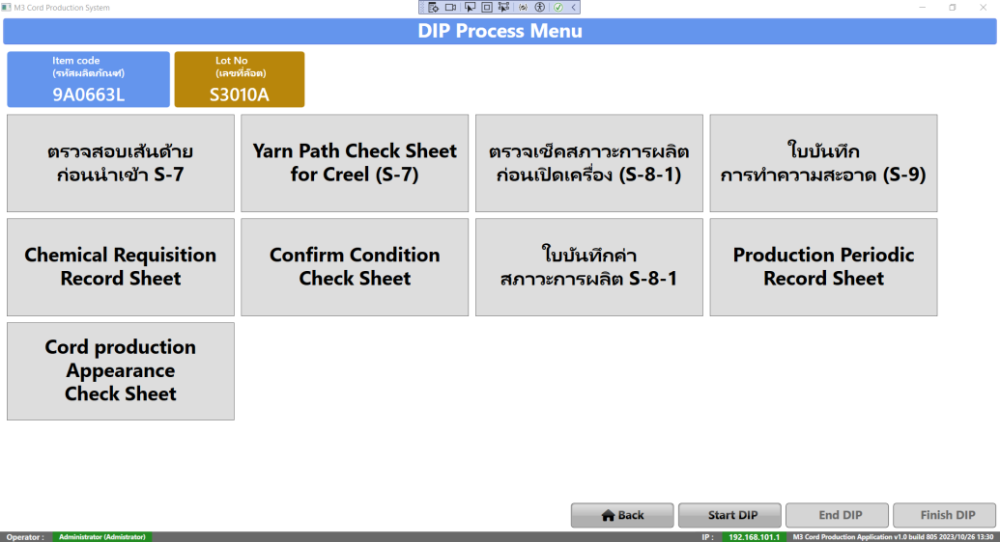 M3 Cord Production System
DIP Process Menu
Item code
(รหัสผลิตภัณฑ์)
9A0663L
Lot No
(เลขที่ล๊อต)
S3010A
ตรวจสอบเส้นด้าย
ก่อนนำเข้า S-7
Yarn Path Check Sheet
for Creel (S-7)
ตรวจเช็คสภาวะการผลิต
ก่อนเปิดเครื่อง (S-8-1)
ใบบันทึก
การทำความสะอาด (S-9)
Chemical Requisition
Record Sheet
Confirm Condition
Check Sheet
ใบบันทึกค่า
สภาวะการผลิต S-8-1
Production Periodic
Record Sheet
Cord production
Appearance
Check Sheet
Back
Start DIP
End DIP
Finish DIP
Operator :
Administrator (Admistrator)
IP :
192.168.101.1
M3 Cord Production Application v1.0 build 805 2023/10/26 13:30